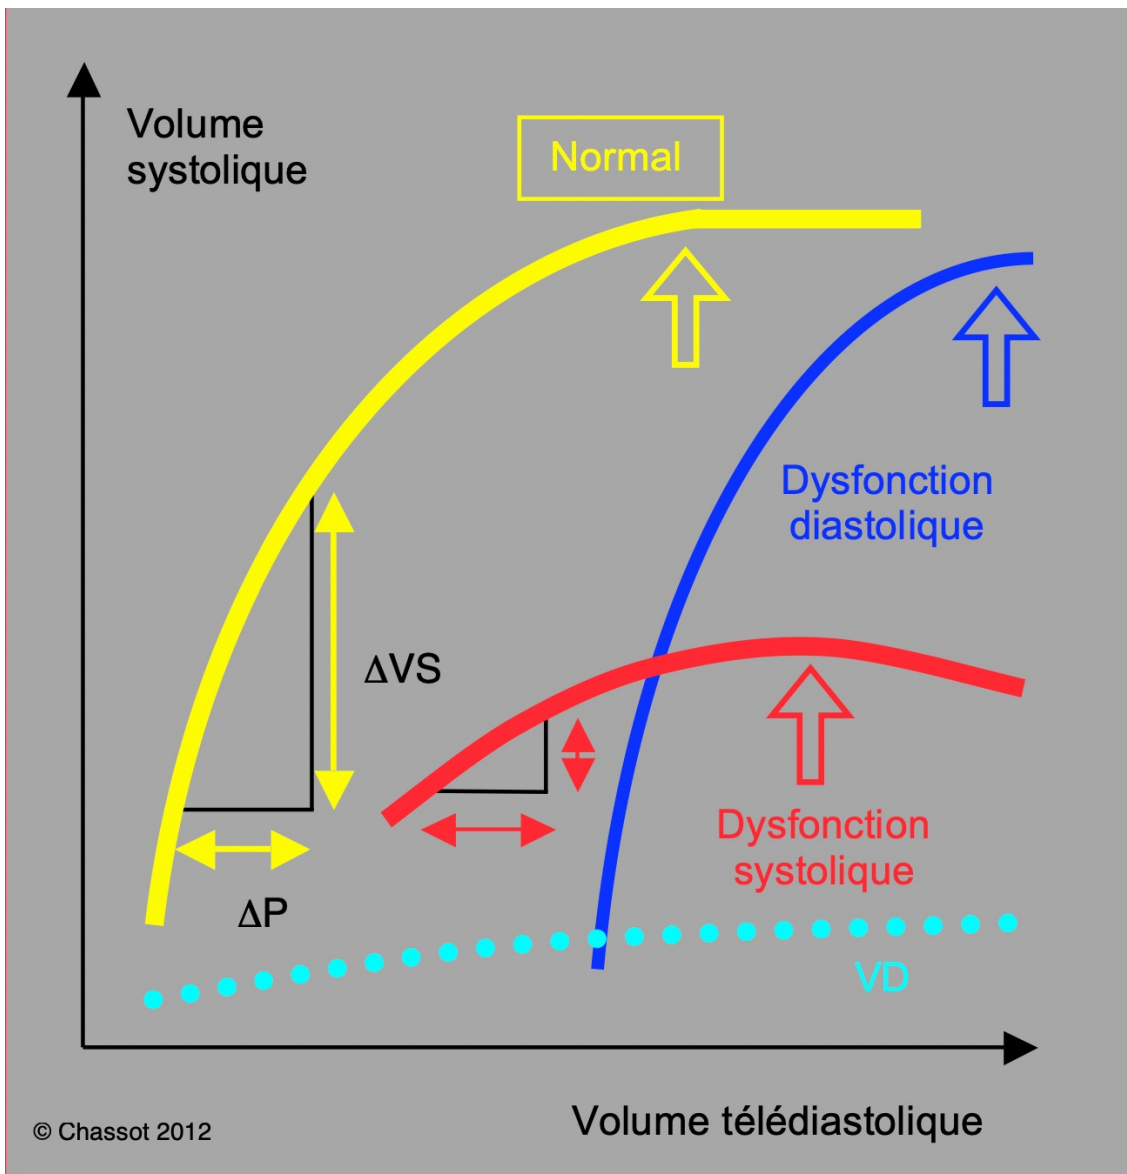 Volume
systolique
Normal
Dysfonction
diastolique
ΔVS
Dysfonction
systolique
ΔP
VD
Volume télédiastolique
© Chassot 2012